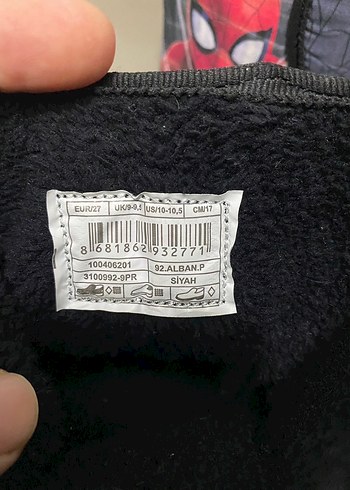 EUR/27 UK/9-9,5 US/10-10,5 CM/17
8 681862 932771
100406201 92.ALBAN.P
3100992-9PR SİYAH